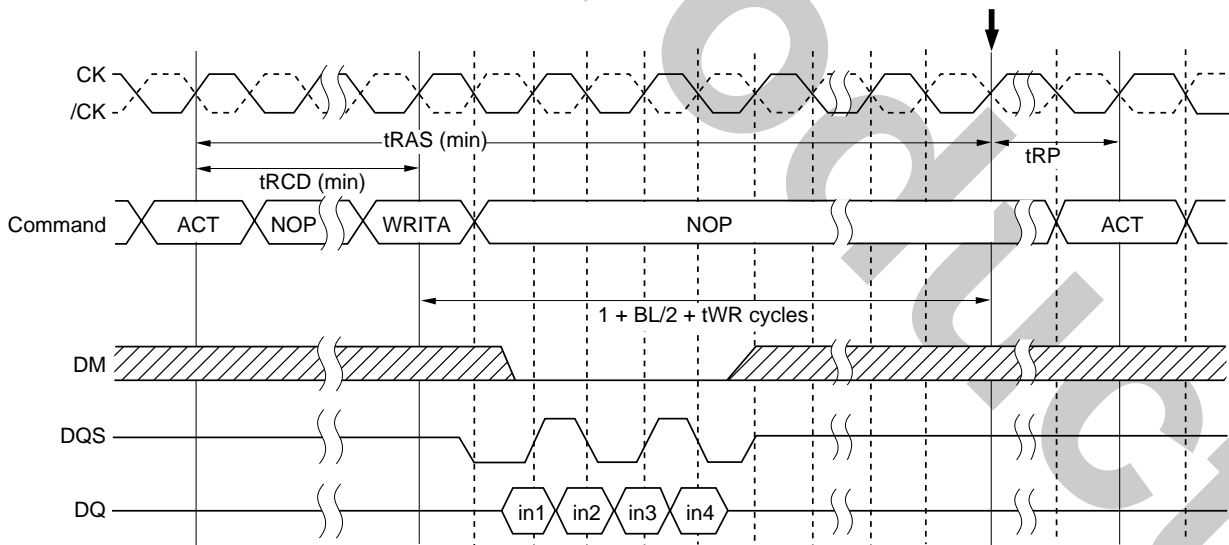 CK
/CK
tRAS (min)
tRP
tRCD (min)
Command ACT NOP WRITA NOP ACT
1 + BL/2 + tWR cycles
DM
DQS
DQ in1 in2 in3 in4
oduct